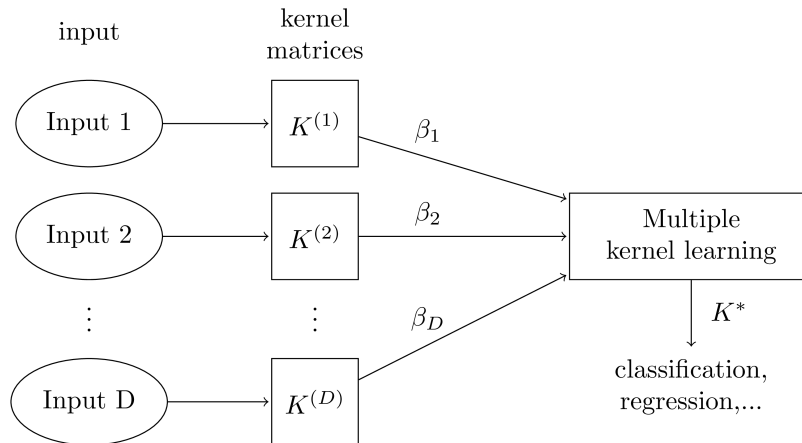 input
kernel
matrices
Input 1
K^{(1)}
β_1
Input 2
K^{(2)}
β_2
Multiple
kernel learning
⋮
⋮
β_D
K^*
Input D
K^{(D)}
classification,
regression,...